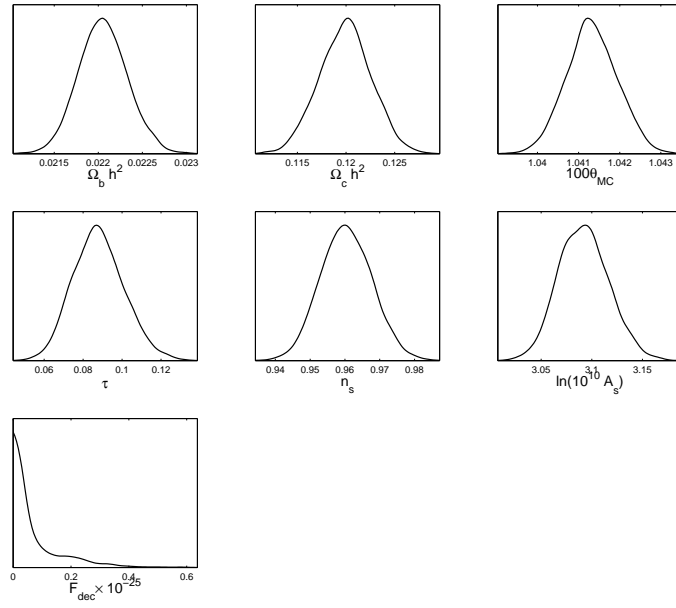 0.0215 0.022 0.0225 0.023
Ω_b h^2
0.115 0.12 0.125
Ω_c h^2
1.04 1.041 1.042 1.043
100θ_MC
0.06 0.08 0.1 0.12
τ
0.94 0.95 0.96 0.97 0.98
n_s
3.05 3.1 3.15
ln(10^10 A_s)
0 0.2 0.4 0.6
F_dec × 10^-25